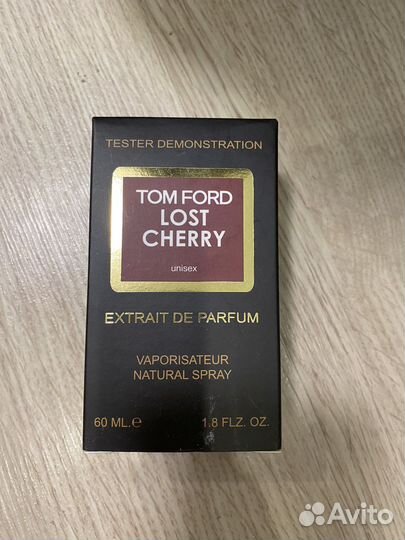 TESTER DEMONSTRATION
TOM FORD
LOST
CHERRY
unisex
EXTRAIT DE PARFUM
VAPORISATEUR
NATURAL SPRAY
60 ML.℮ 1.8 FLZ. OZ.
Avito